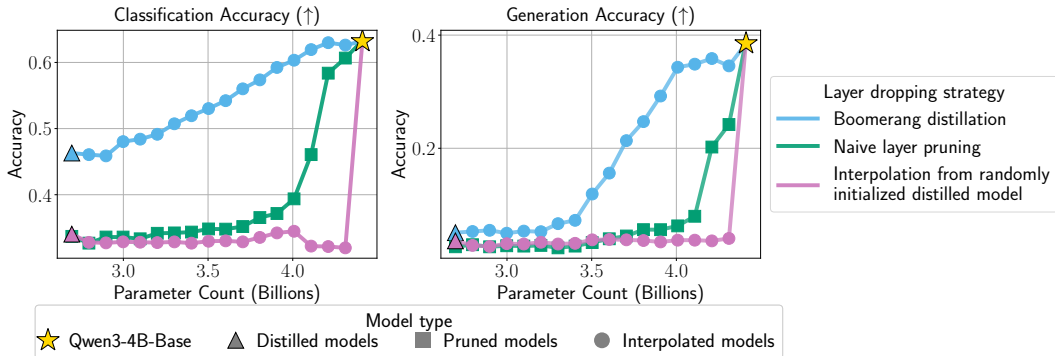 Classification Accuracy (↑)
Accuracy
0.6
0.5
0.4
3.0 3.5 4.0
Parameter Count (Billions)
Generation Accuracy (↑)
Accuracy
0.4
0.2
3.0 3.5 4.0 4.5
Parameter Count (Billions)
Layer dropping strategy
Boomerang distillation
Naive layer pruning
Interpolation from randomly
initialized distilled model
Model type
Qwen3-4B-Base Distilled models Pruned models Interpolated models